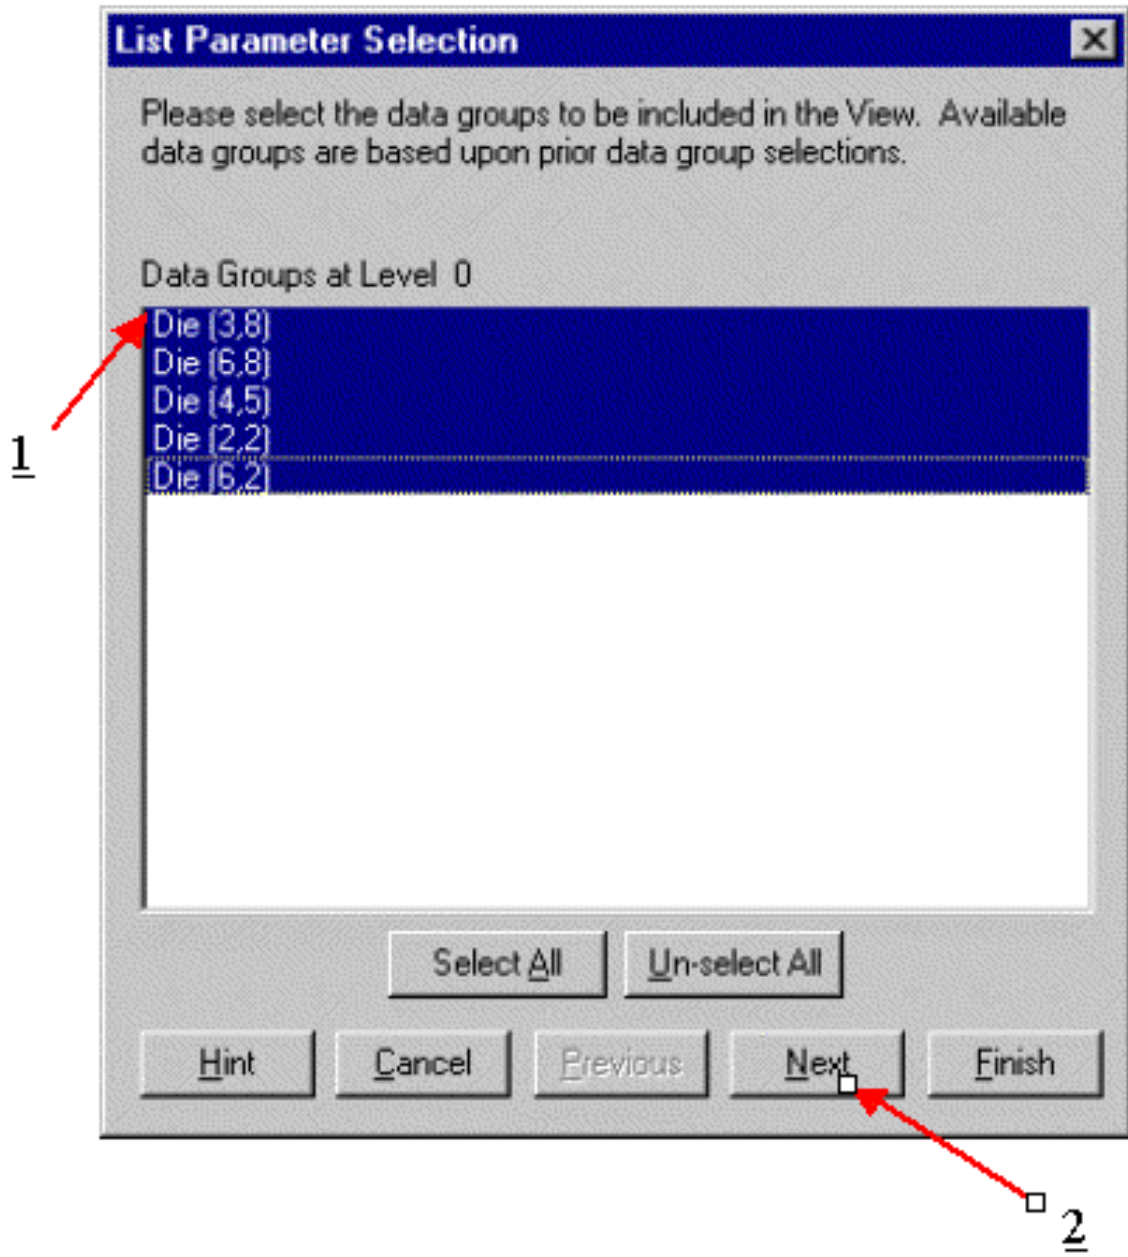 List Parameter Selection
Please select the data groups to be included in the View.  Available
data groups are based upon prior data group selections.
Data Groups at Level  0
Die (3,8)
Die (6,8)
Die (4,5)
Die (2,2)
Die (6,2)
1
Select All
Un-select All
Hint
Cancel
Previous
Next
Finish
2